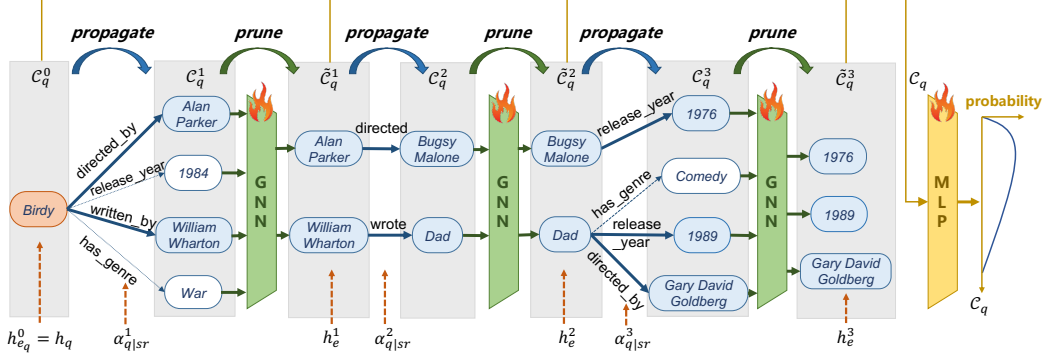 propagate
prune
propagate
prune
propagate
prune
C_q^0
C_q^1
C̃_q^1
C_q^2
C̃_q^2
C_q^3
C̃_q^3
C_q
probability
Birdy
directed_by
release_year
written_by
has_genre
Alan
Parker
1984
William
Wharton
War
GNN
Alan
Parker
William
Wharton
directed
wrote
Bugsy
Malone
Dad
GNN
Bugsy
Malone
Dad
release_year
has_genre
release
_year
directed_by
1976
Comedy
1989
Gary David
Goldberg
GNN
1976
1989
Gary David
Goldberg
MLP
C_q
h_{e_q}^0 = h_q
α_{q|sr}^1
h_e^1
α_{q|sr}^2
h_e^2
α_{q|sr}^3
h_e^3